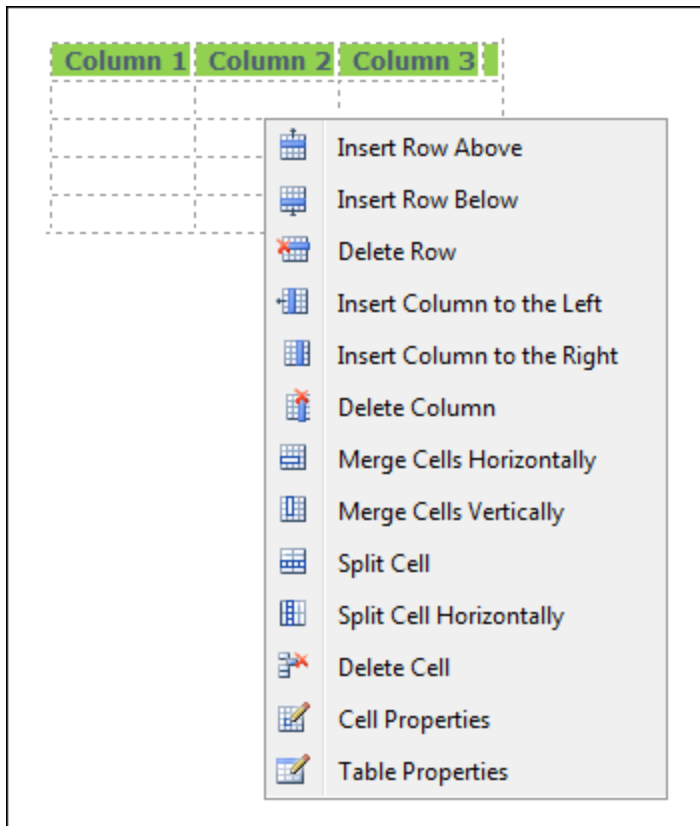 Column 1 Column 2 Column 3
Insert Row Above
Insert Row Below
Delete Row
Insert Column to the Left
Insert Column to the Right
Delete Column
Merge Cells Horizontally
Merge Cells Vertically
Split Cell
Split Cell Horizontally
Delete Cell
Cell Properties
Table Properties